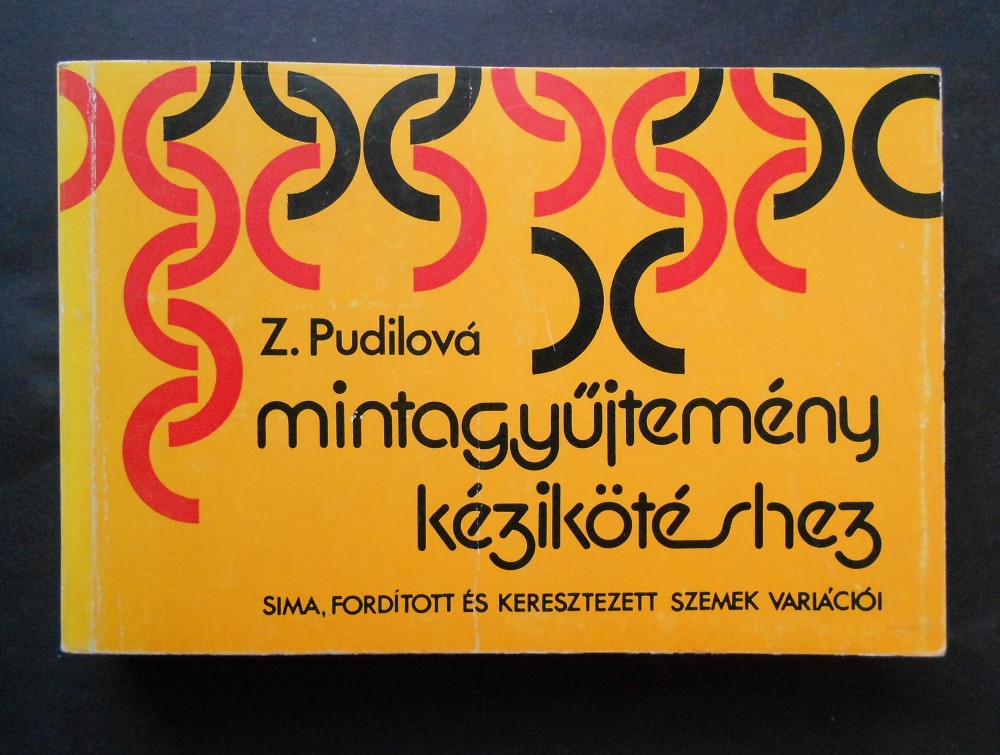 Z. Pudilová
mintagyűjtemény
kézikötéshez
SIMA, FORDÍTOTT ÉS KERESZTEZETT SZEMEK VARIÁCIÓI